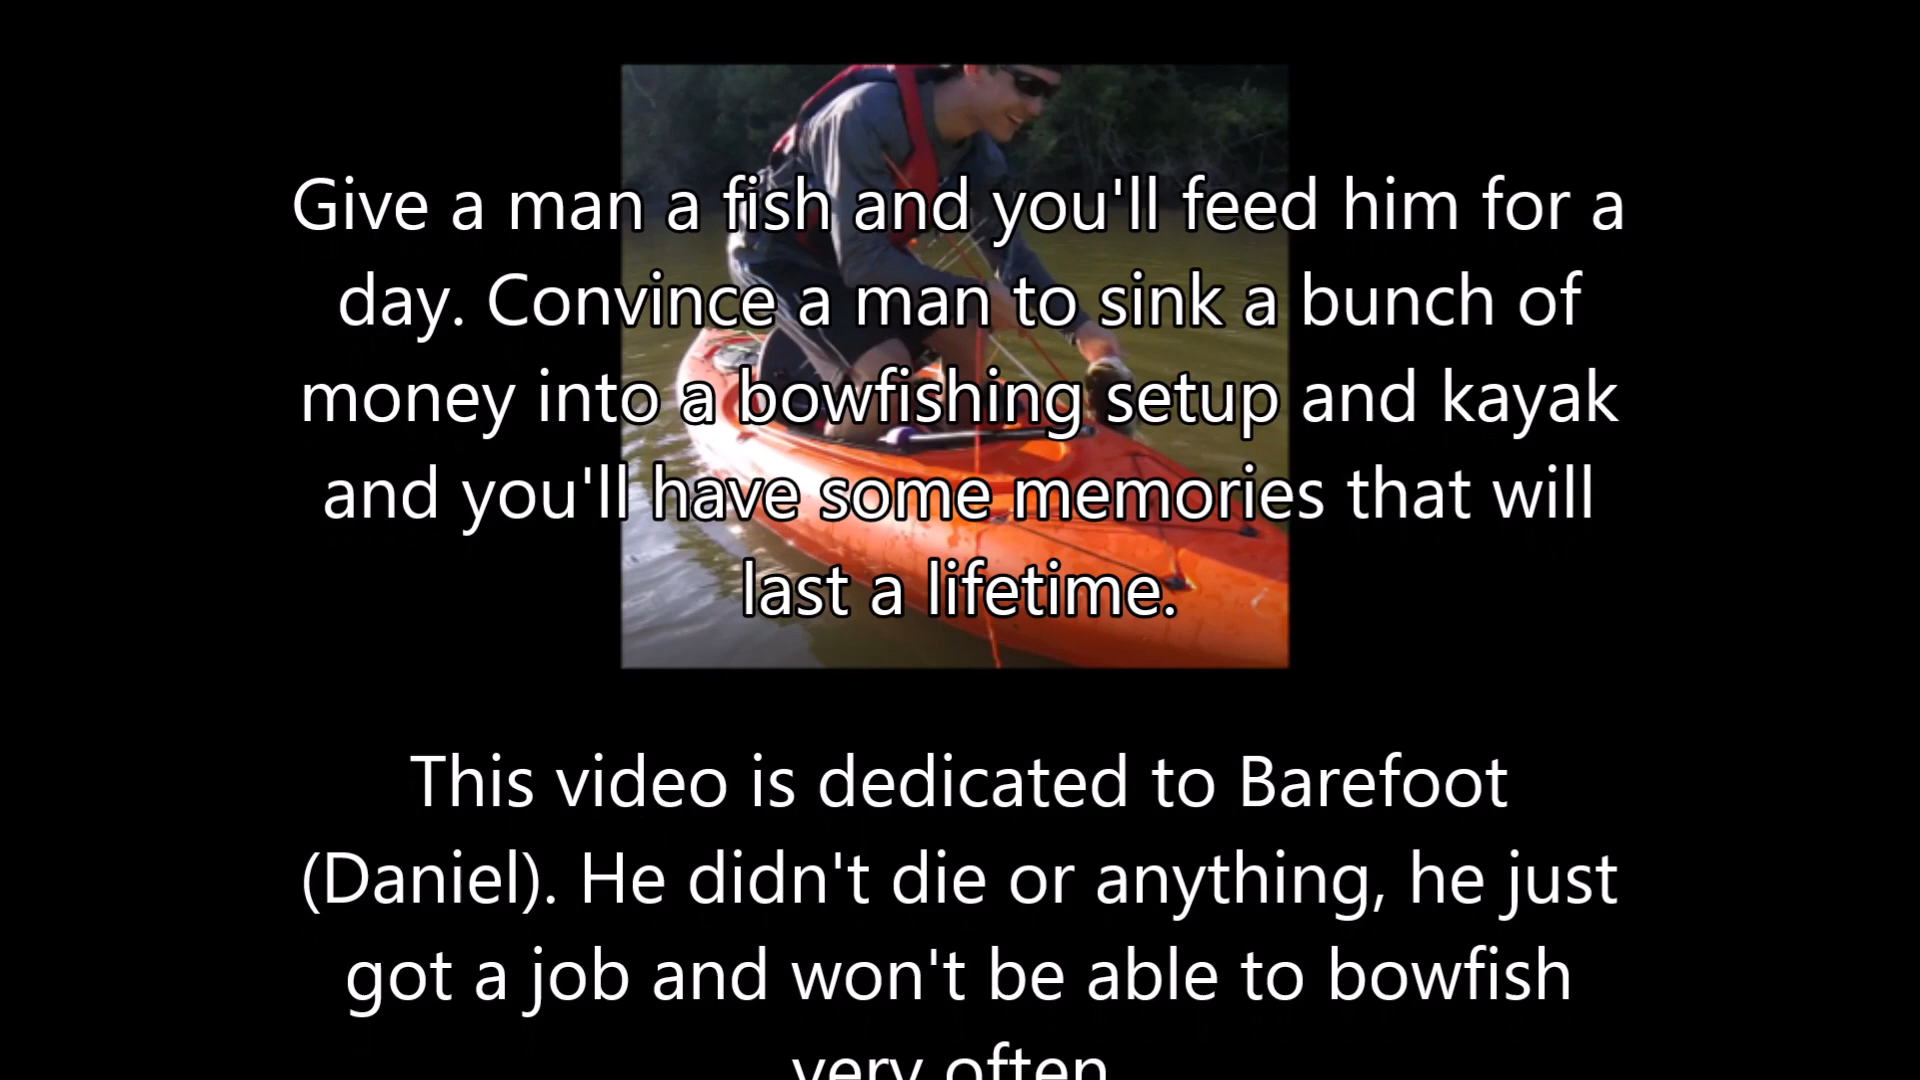 Give a man a fish and you'll feed him for a
day. Convince a man to sink a bunch of
money into a bowfishing setup and kayak
and you'll have some memories that will
last a lifetime.
This video is dedicated to Barefoot
(Daniel). He didn't die or anything, he just
got a job and won't be able to bowfish
very often